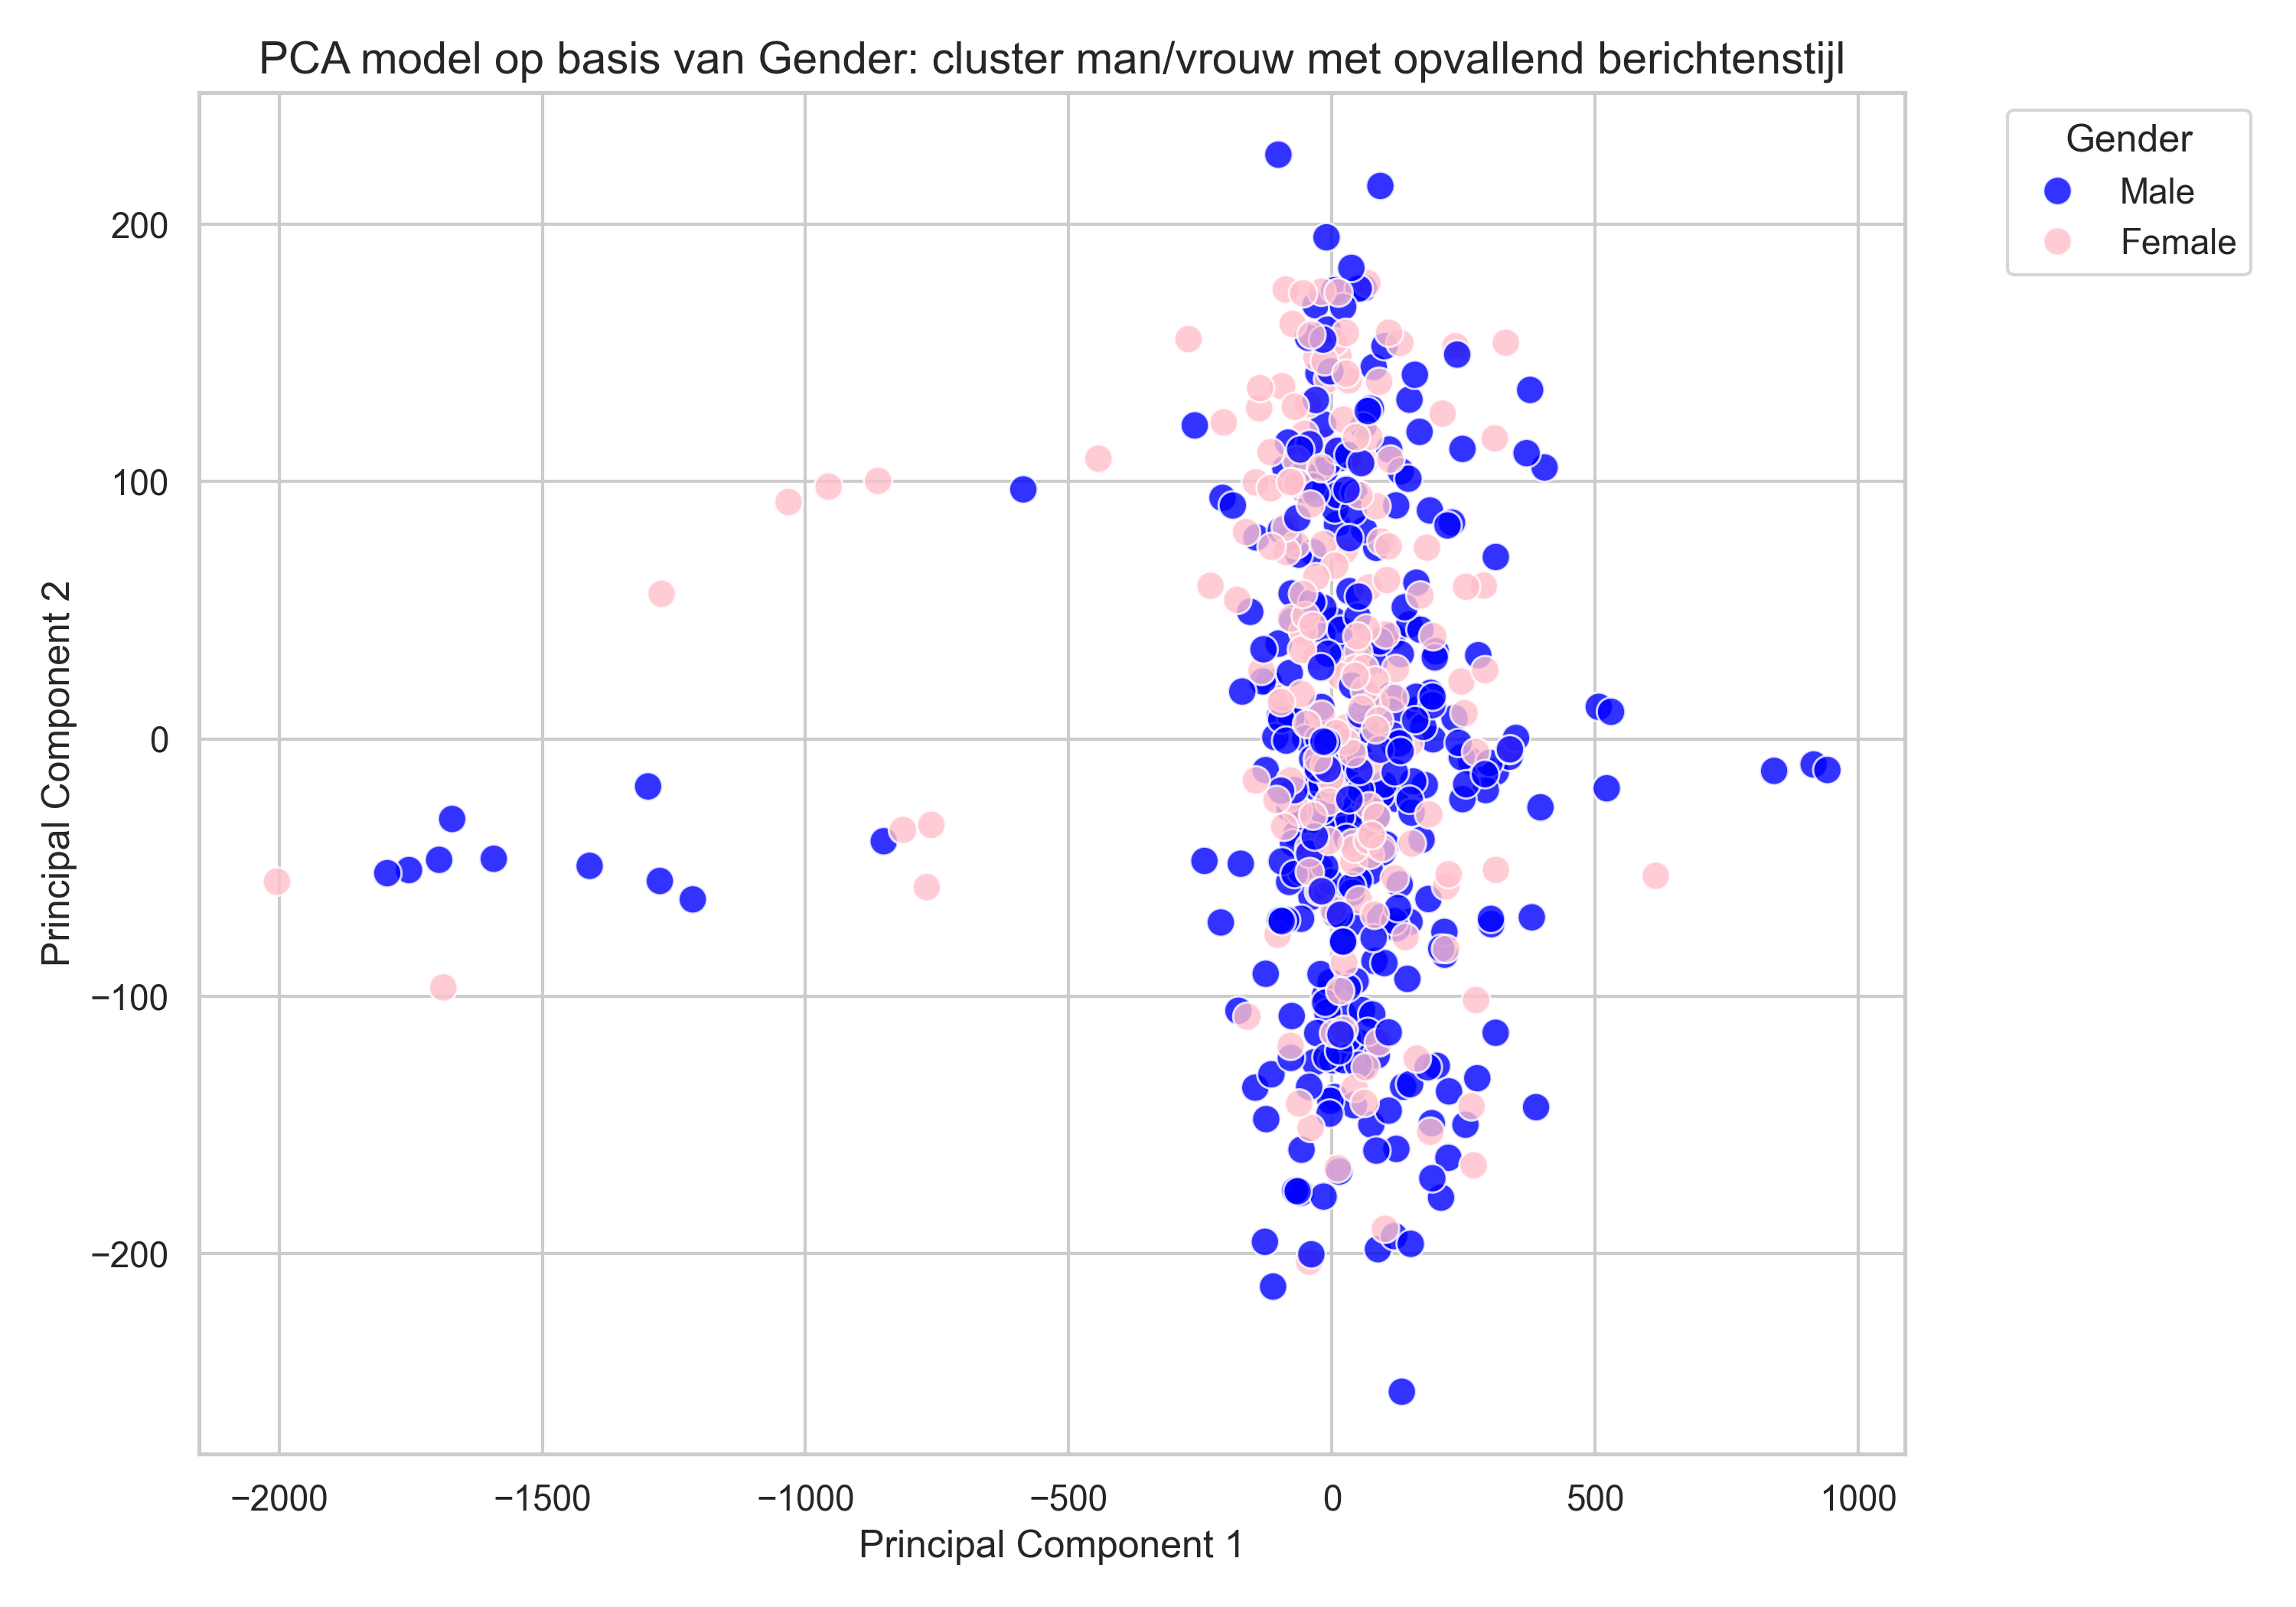 PCA model op basis van Gender: cluster man/vrouw met opvallend berichtenstijl
Gender
Male
Female
200
100
0
−100
−200
Principal Component 2
−2000
−1500
−1000
−500
0
500
1000
Principal Component 1